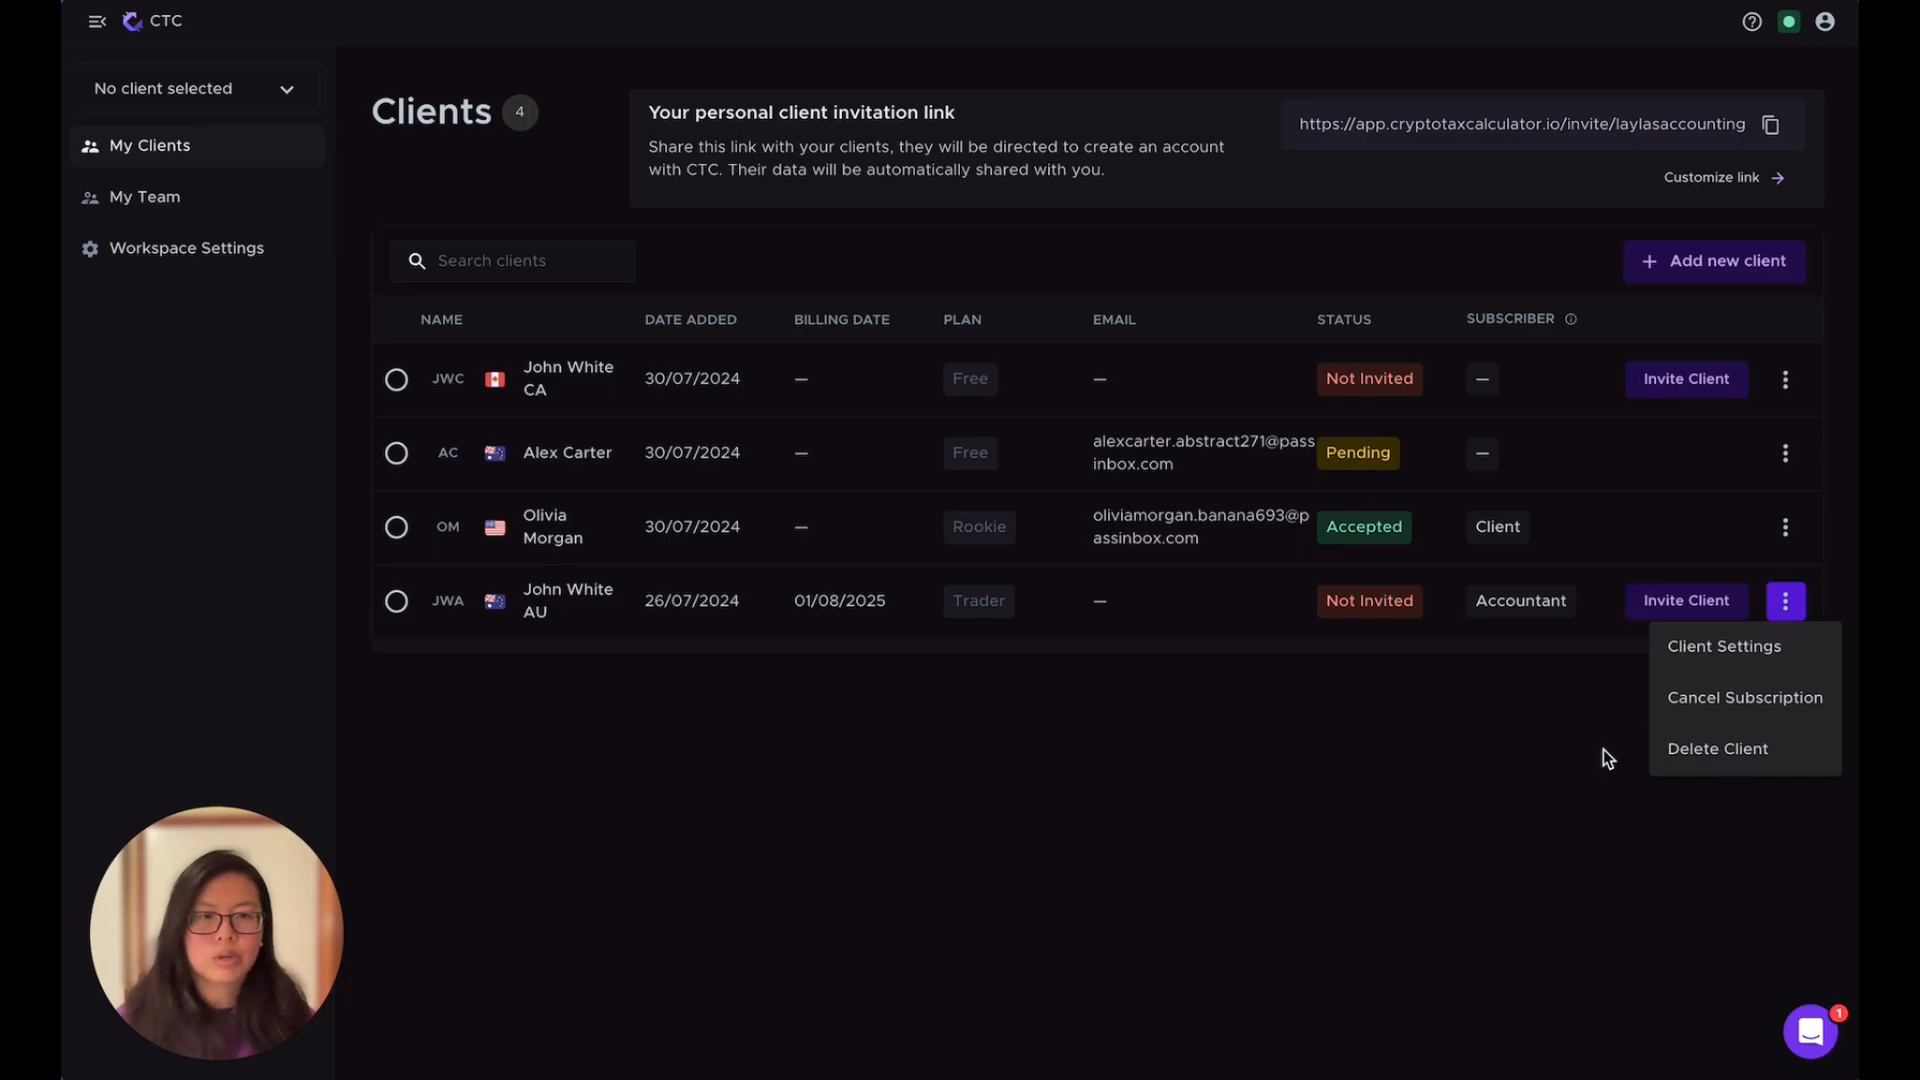 CTC
No client selected
My Clients
My Team
Workspace Settings
Clients 4
Your personal client invitation link
Share this link with your clients, they will be directed to create an account
with CTC. Their data will be automatically shared with you.
https://app.cryptotaxcalculator.io/invite/laylasaccounting
Customize link
Search clients
Add new client
NAME DATE ADDED BILLING DATE PLAN EMAIL STATUS SUBSCRIBER
JWC John White CA 30/07/2024 — Free — Not Invited — Invite Client
AC Alex Carter 30/07/2024 — Free alexcarter.abstract271@passinbox.com Pending —
OM Olivia Morgan 30/07/2024 — Rookie oliviamorgan.banana693@passinbox.com Accepted Client
JWA John White AU 26/07/2024 01/08/2025 Trader — Not Invited Accountant Invite Client
Client Settings
Cancel Subscription
Delete Client
1